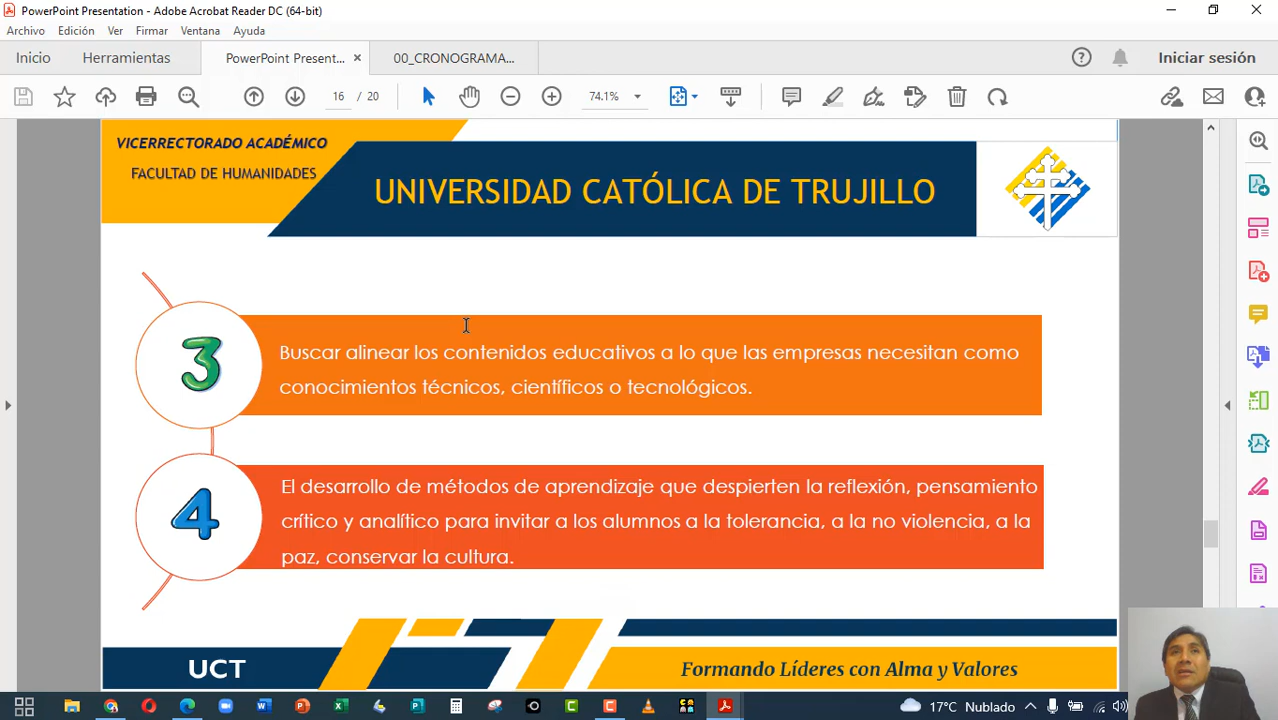 PowerPoint Presentation - Adobe Acrobat Reader DC (64-bit)
Archivo Edición Ver Firmar Ventana Ayuda
Inicio Herramientas PowerPoint Present... × 00_CRONOGRAMA... Iniciar sesión
16 / 20 74.1%
VICERRECTORADO ACADÉMICO
FACULTAD DE HUMANIDADES
UNIVERSIDAD CATÓLICA DE TRUJILLO
3
Buscar alinear los contenidos educativos a lo que las empresas necesitan como
conocimientos técnicos, científicos o tecnológicos.
4
El desarrollo de métodos de aprendizaje que despierten la reflexión, pensamiento
crítico y analítico para invitar a los alumnos a la tolerancia, a la no violencia, a la
paz, conservar la cultura.
UCT
Formando Líderes con Alma y Valores
17°C Nublado